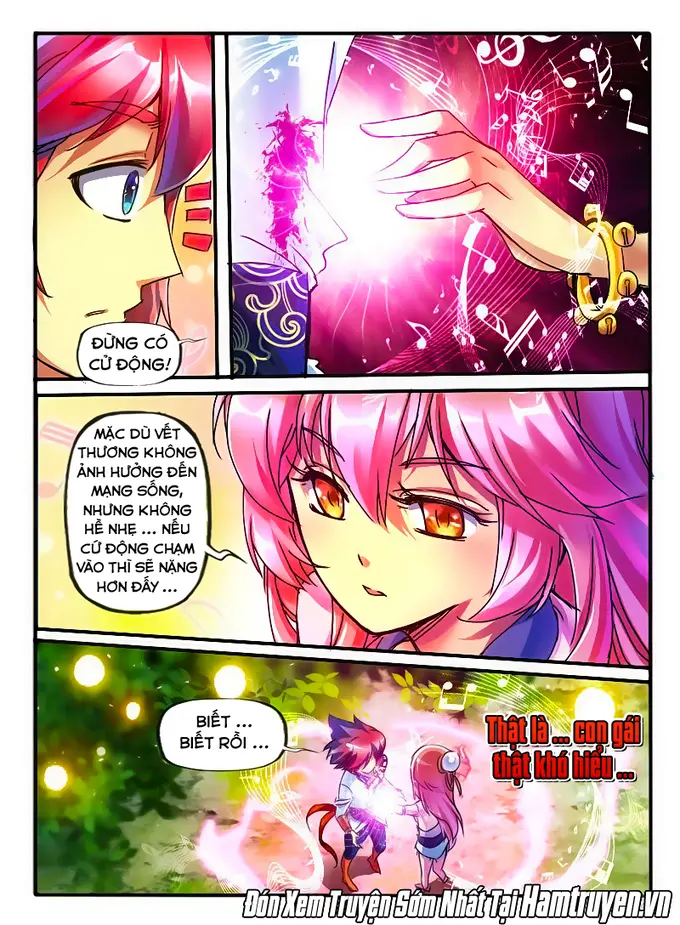 ĐỪNG CÓ
CỬ ĐỘNG!
MẶC DÙ VẾT
THƯƠNG KHÔNG
ẢNH HƯỞNG ĐẾN
MẠNG SỐNG,
NHƯNG KHÔNG
HỀ NHẸ ... NẾU
CỨ ĐỘNG CHẠM
VÀO THÌ SẼ NẶNG
HƠN ĐẤY ...
BIẾT ...
BIẾT RỒI ...
Thật là ... con gái
thật khó hiểu ...
Đón Xem Truyện Sớm Nhất Tại Hamtruyen.vn